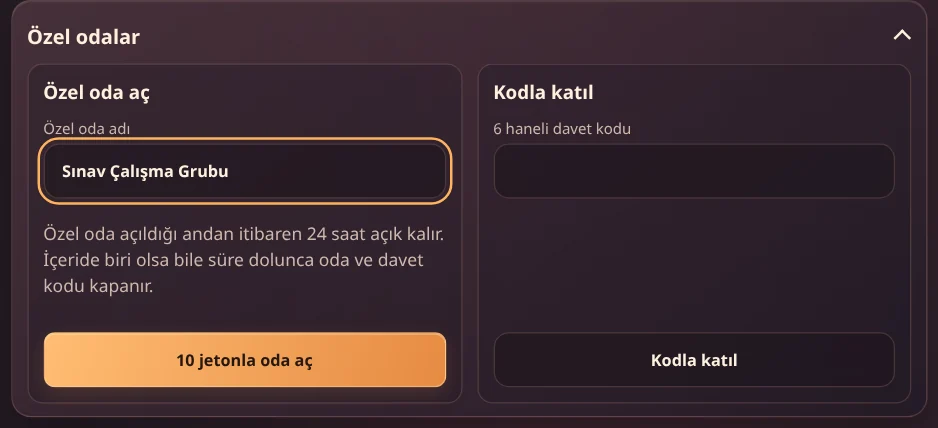 Özel odalar
Özel oda aç
Özel oda adı
Sınav Çalışma Grubu
Özel oda açıldığı andan itibaren 24 saat açık kalır.
İçeride biri olsa bile süre dolunca oda ve davet
kodu kapanır.
10 jetonla oda aç
Kodla katıl
6 haneli davet kodu
Kodla katıl